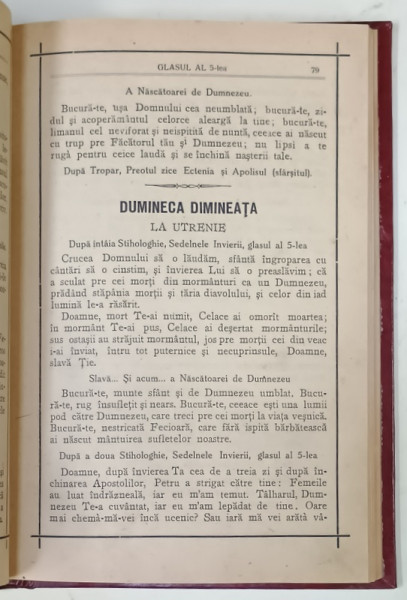 GLASUL AL 5-lea 79
A Născătoarei de Dumnezeu.
Bucură-te, ușa Domnului cea neumblată; bucură-te, zi-
dul și acoperământul celorce aleargă la tine; bucură-te,
limanul cel neviforat și neispitită de nuntă, ceeace ai născut
cu trup pre Făcătorul tău și Dumnezeu; nu lipsi a te
rugà pentru ceice laudă și se închină nașterii tale.
După Tropar, Preotul zice Ectenia și Apolisul (sfârșitul).
DUMINECA DIMINEAȚA
LA UTRENIE
După întâia Stihologhie, Sedelnele Invierii, glasul al 5-lea
Crucea Domnului să o lăudăm, sfântă îngroparea cu
cântări să o cinstim, și învierea Lui să o preaslăvim; că
a sculat pre cei morți din mormânturi ca un Dumnezeu,
prădând stăpânia morții și tăria diavolului, și celor din iad
lumină le-a răsărit.
Doamne, mort Te-ai numit, Celace ai omorît moartea;
în mormânt Te-ai pus, Celace ai deșertat mormânturile;
sus ostașii au străjuit mormântul, jos pre morții cei din veac
i-ai înviat, întru tot puternice și necuprinsule, Doamne,
slavă Ție.
Slavă... Și acum... a Născătoarei de Dumnezeu
Bucură-te, munte sfânt și de Dumnezeu umblat. Bucu-
ră-te, rug însuflețit și nears. Bucură-te, ceeace ești una lumii
pod către Dumnezeu, care treci pre cei morți la viața veșnică.
Bucură-te, nestricată Fecioară, care fără ispită bărbătească
ai născut mântuirea sufletelor noastre.
După a doua Stihologhie, Sedelnele Invierii, glasul al 5-lea
Doamne, după învierea Ta cea de a treia zi și după în-
chinarea Apostolilor, Petru a strigat către tine: Femeile
au luat îndrăzneală, iar eu m'am temut. Tâlharul, Dum-
nezeu Te-a cuvântat, iar eu m'am lepădat de tine. Oare
mai chemà-mă-vei încă ucenic? Sau iară mă vei arătà vâ-